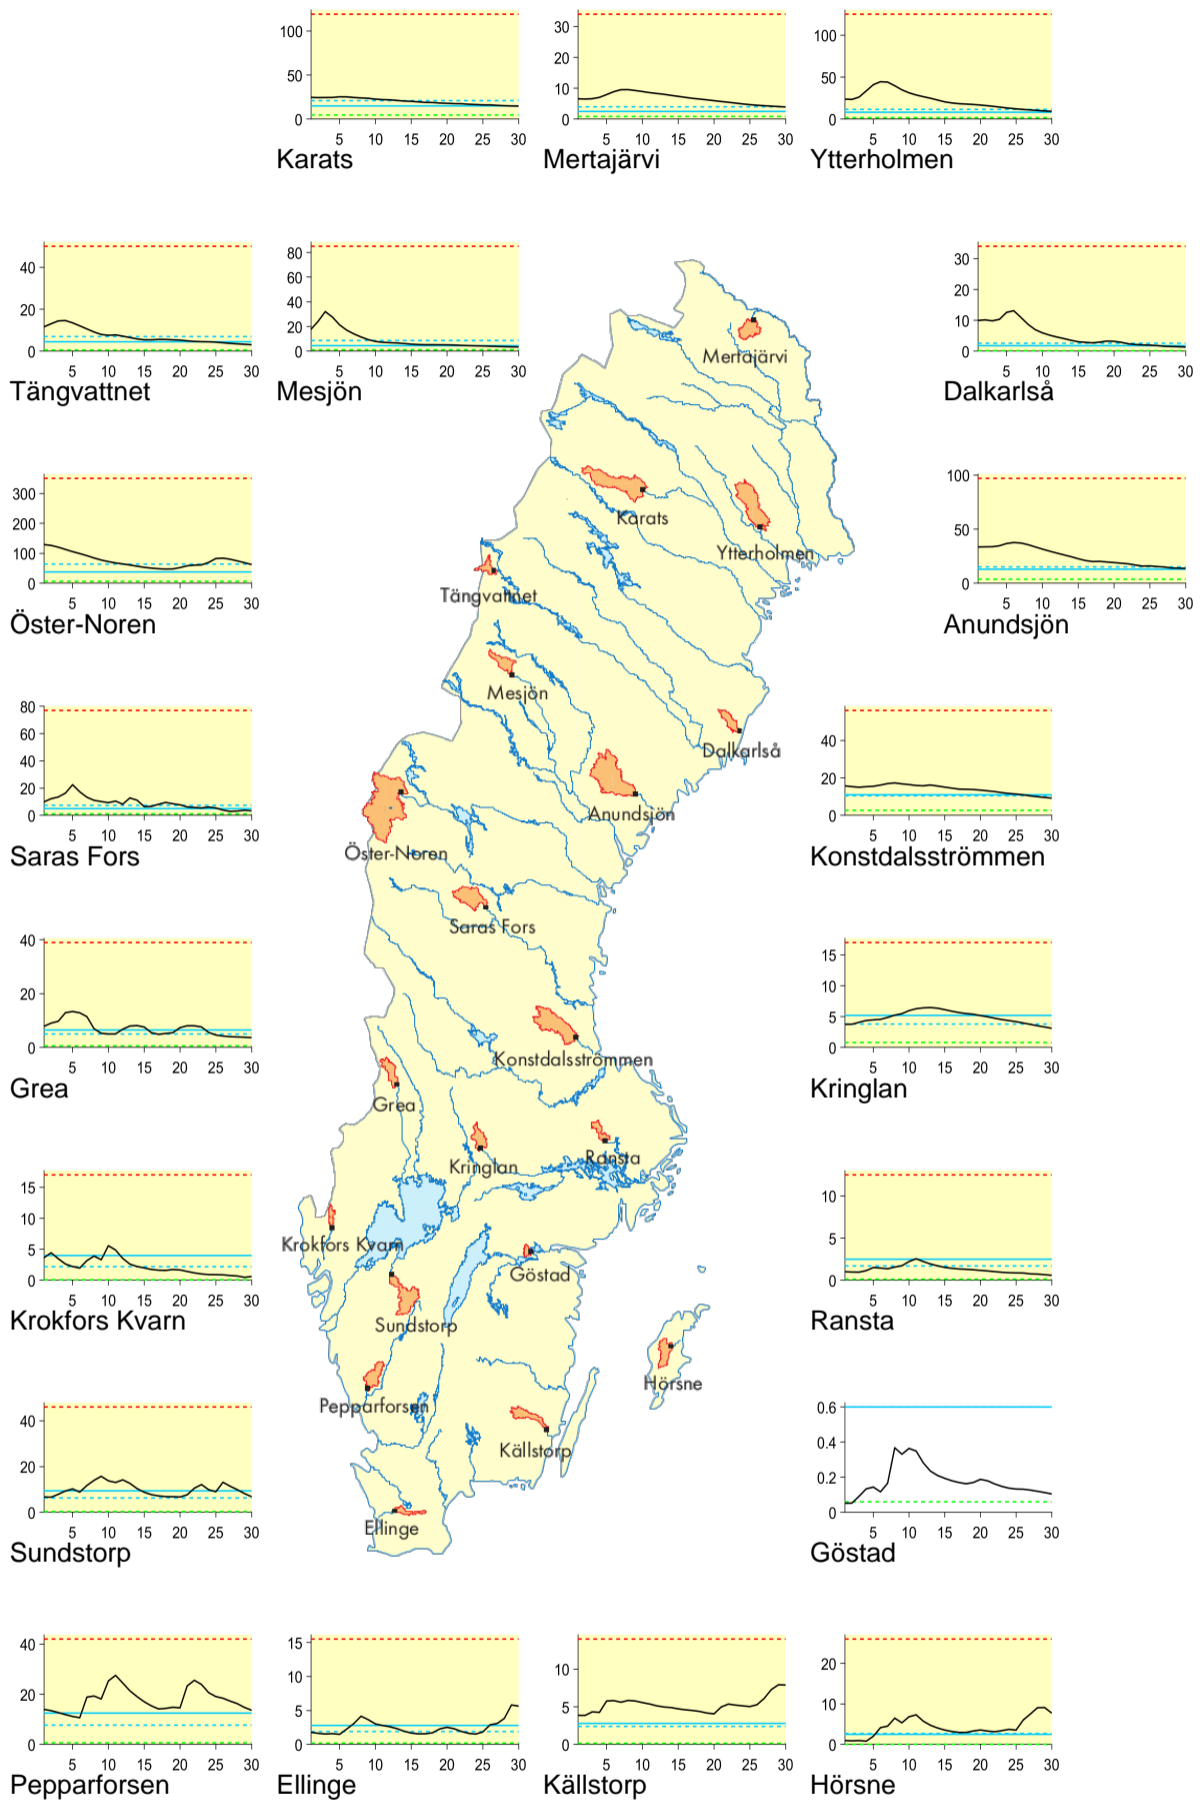 100
50
0
5 10 15 20 25 30
Karats
30
20
10
0
5 10 15 20 25 30
Mertajärvi
100
50
0
5 10 15 20 25 30
Ytterholmen
40
20
0
5 10 15 20 25 30
Tängvattnet
80
60
40
20
0
5 10 15 20 25 30
Mesjön
30
20
10
0
5 10 15 20 25 30
Dalkarlså
300
200
100
0
5 10 15 20 25 30
Öster-Noren
100
50
0
5 10 15 20 25 30
Anundsjön
80
60
40
20
0
5 10 15 20 25 30
Saras Fors
40
20
0
5 10 15 20 25 30
Konstdalsströmmen
40
20
0
5 10 15 20 25 30
Grea
15
10
5
0
5 10 15 20 25 30
Kringlan
15
10
5
0
5 10 15 20 25 30
Krokfors Kvarn
10
5
0
5 10 15 20 25 30
Ransta
40
20
0
5 10 15 20 25 30
Sundstorp
0.6
0.4
0.2
0
5 10 15 20 25 30
Göstad
Mertajärvi
Karats
Ytterholmen
Tängvattnet
Mesjön
Dalkarlså
Anundsjön
Öster-Noren
Saras Fors
Konstdalsströmmen
Grea
Kringlan
Ransta
Krokfors Kvarn
Göstad
Sundstorp
Hörsne
Pepparforsen
Källstorp
Ellinge
40
20
0
5 10 15 20 25 30
Pepparforsen
15
10
5
0
5 10 15 20 25 30
Ellinge
10
5
0
5 10 15 20 25 30
Källstorp
20
10
0
5 10 15 20 25 30
Hörsne